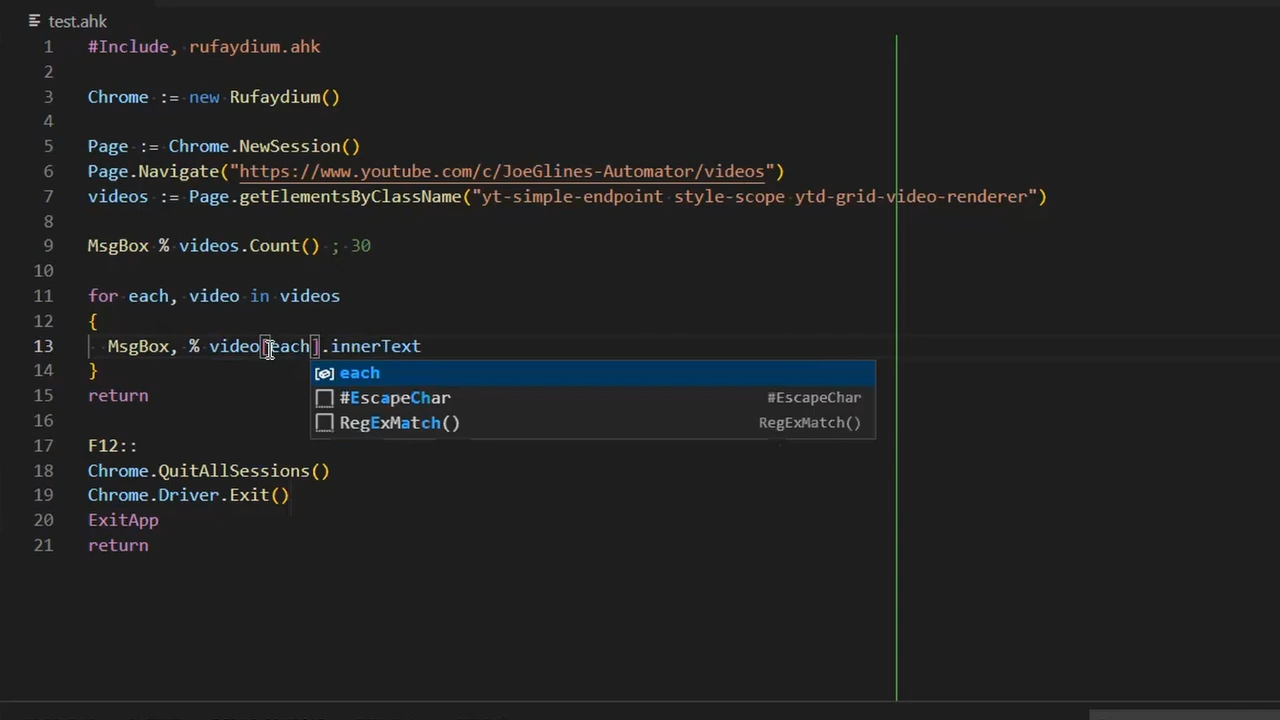 test.ahk
1 #Include, rufaydium.ahk
2
3 Chrome := new Rufaydium()
4
5 Page := Chrome.NewSession()
6 Page.Navigate("https://www.youtube.com/c/JoeGlines-Automator/videos")
7 videos := Page.getElementsByClassName("yt-simple-endpoint style-scope ytd-grid-video-renderer")
8
9 MsgBox % videos.Count() ; 30
10
11 for each, video in videos
12 {
13 MsgBox, % video[each].innerText
each
14 }
15 return
#EscapeChar #EscapeChar
16
RegExMatch() RegExMatch()
17 F12::
18 Chrome.QuitAllSessions()
19 Chrome.Driver.Exit()
20 ExitApp
21 return